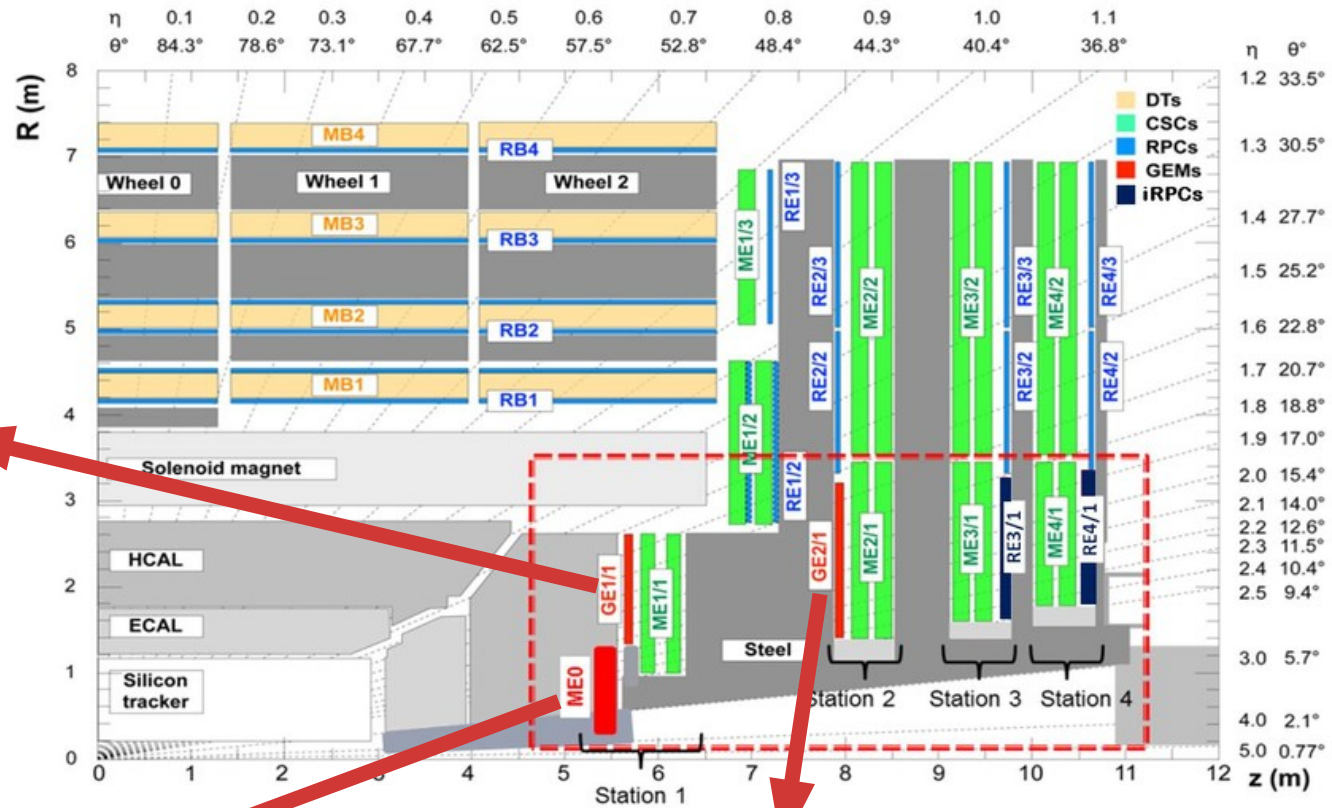 η 0.1 0.2 0.3 0.4 0.5 0.6 0.7 0.8 0.9 1.0 1.1
θ° 84.3° 78.6° 73.1° 67.7° 62.5° 57.5° 52.8° 48.4° 44.3° 40.4° 36.8° η θ°
R (m)
8
7
6
5
4
3
2
1
0
1.2 33.5°
1.3 30.5°
1.4 27.7°
1.5 25.2°
1.6 22.8°
1.7 20.7°
1.8 18.8°
1.9 17.0°
2.0 15.4°
2.1 14.0°
2.2 12.6°
2.3 11.5°
2.4 10.4°
2.5 9.4°
3.0 5.7°
4.0 2.1°
5.0 0.77°
DTs
CSCs
RPCs
GEMs
iRPCs
MB4
RB4
Wheel 0 Wheel 1 Wheel 2
MB3
RB3
MB2
RB2
MB1
RB1
Solenoid magnet
HCAL
ECAL
Silicon
tracker
Steel
ME1/3
RE1/3
ME1/2
RE1/2
RE2/3
RE2/2
ME2/2
ME3/2
RE3/3
RE3/2
ME4/2
RE4/3
RE4/2
GE1/1
ME1/1
ME0
GE2/1
ME2/1
ME3/1
RE3/1
ME4/1
RE4/1
Station 2 Station 3 Station 4
0 1 2 3 4 5 6 7 8 9 10 11 12 z (m)
Station 1